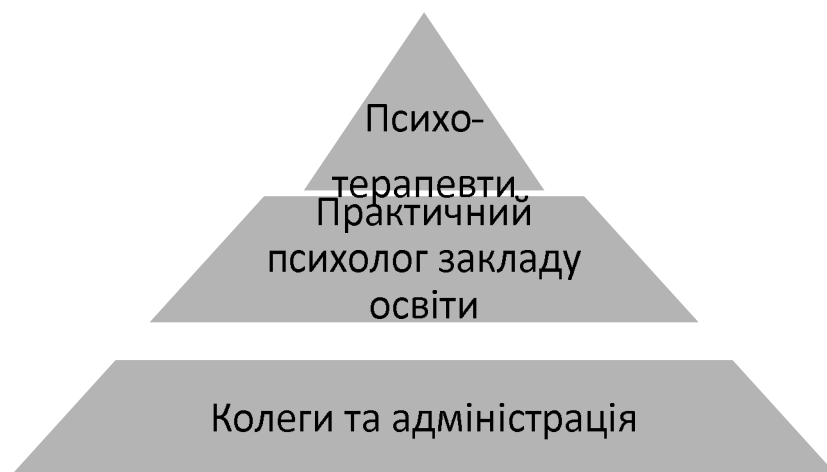 Психо-
терапевти
Практичний
психолог закладу
освіти
Колеги та адміністрація